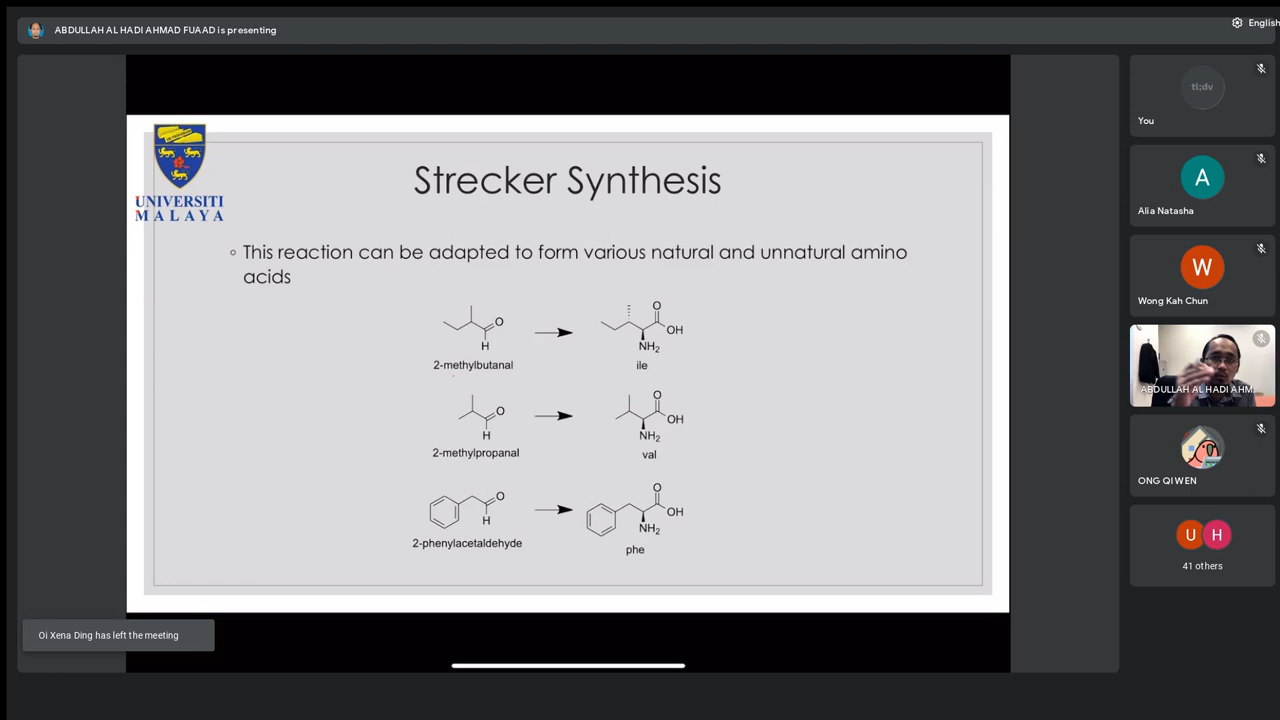 ABDULLAH AL HADI AHMAD FUAAD is presenting
English
UNIVERSITI
MALAYA
Strecker Synthesis
This reaction can be adapted to form various natural and unnatural amino
acids
O
H
2-methylbutanal
O
OH
NH2
ile
O
H
2-methylpropanal
O
OH
NH2
val
O
H
2-phenylacetaldehyde
O
OH
NH2
phe
Oi Xena Ding has left the meeting
tl;dv
You
A
Alia Natasha
W
Wong Kah Chun
ABDULLAH AL HADI AHM...
ONG QI WEN
U H
41 others